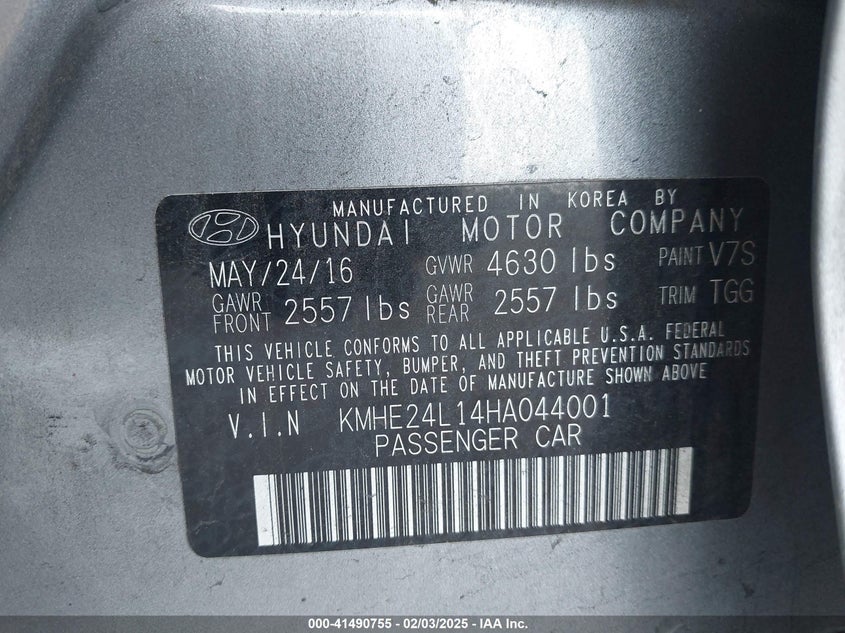 MANUFACTURED IN KOREA BY
HYUNDAI MOTOR COMPANY
MAY/24/16 GVWR 4630 lbs PAINT V7S
GAWR FRONT 2557 lbs GAWR REAR 2557 lbs TRIM TGG
THIS VEHICLE CONFORMS TO ALL APPLICABLE U.S.A. FEDERAL
MOTOR VEHICLE SAFETY, BUMPER, AND THEFT PREVENTION STANDARDS
IN EFFECT ON THE DATE OF MANUFACTURE SHOWN ABOVE
V.I.N KMHE24L14HA044001
PASSENGER CAR
000-41490755 - 02/03/2025 - IAA Inc.